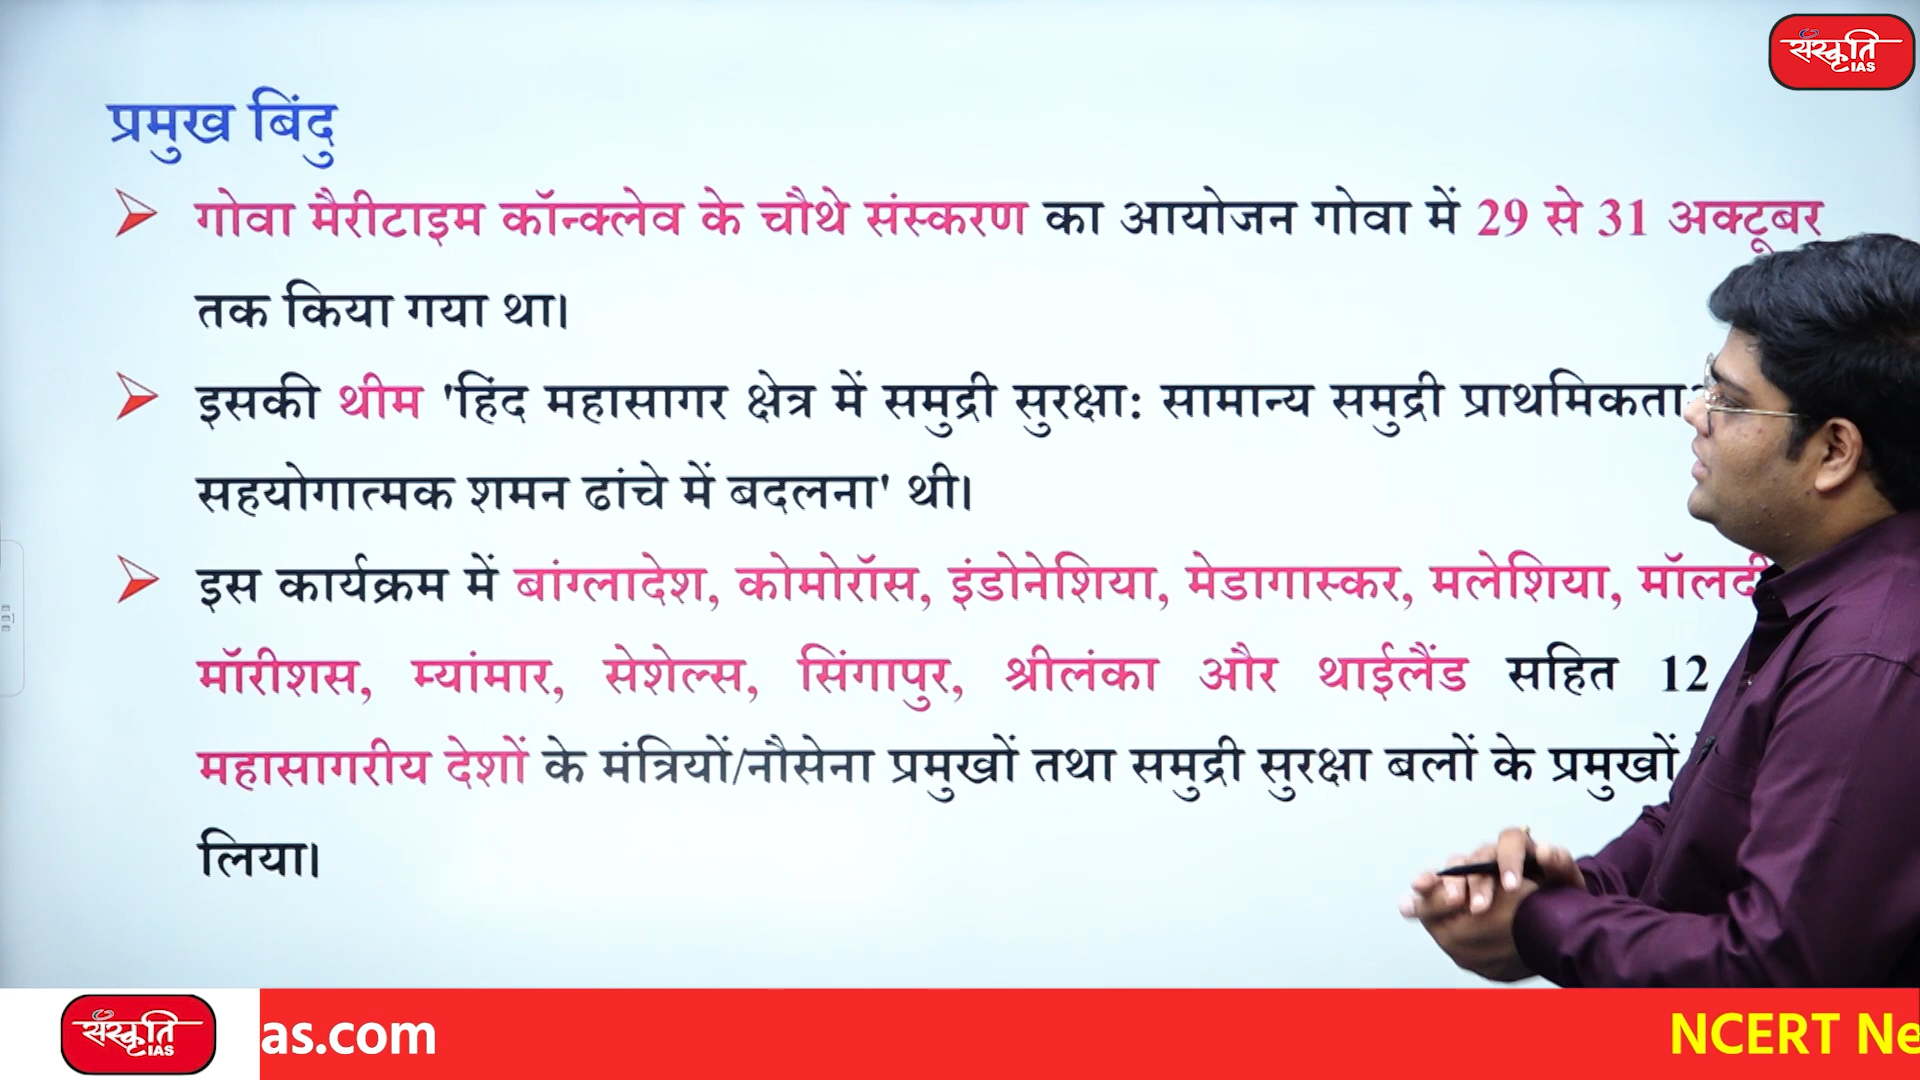 संस्कृति
IAS
प्रमुख बिंदु
गोवा मैरीटाइम कॉन्क्लेव के चौथे संस्करण का आयोजन गोवा में 29 से 31 अक्टूबर
तक किया गया था।
इसकी थीम 'हिंद महासागर क्षेत्र में समुद्री सुरक्षा: सामान्य समुद्री
सहयोगात्मक शमन ढांचे में बदलना' थी।
इस कार्यक्रम में बांग्लादेश, कोमोरॉस, इंडोनेशिया, मेडागास्कर, मलेशिया,
मॉरीशस, म्यांमार, सेशेल्स, सिंगापुर, श्रीलंका और थाईलैंड सहित 12
महासागरीय देशों के मंत्रियों/नौसेना प्रमुखों तथा समुद्री सुरक्षा बलों के प्रमुखों
लिया।
संस्कृति
IAS
as.com
NCERT Ne